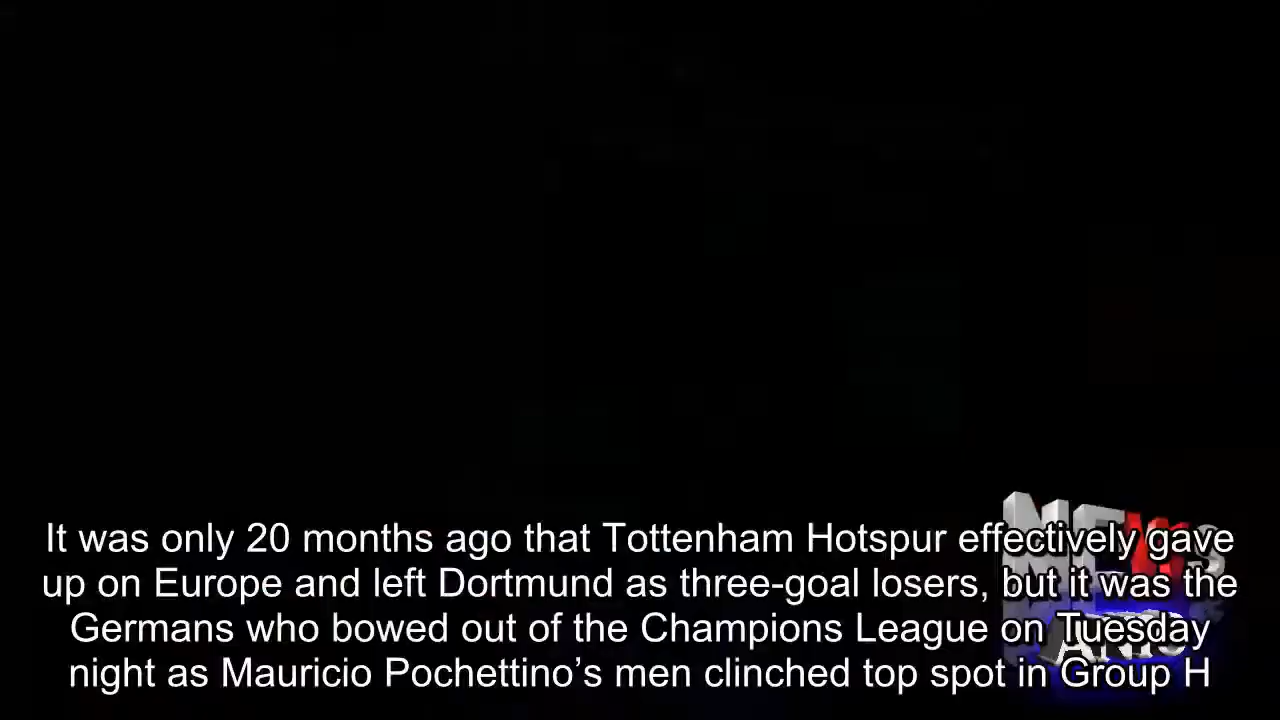 It was only 20 months ago that Tottenham Hotspur effectively gave
up on Europe and left Dortmund as three-goal losers, but it was the
Germans who bowed out of the Champions League on Tuesday
night as Mauricio Pochettino’s men clinched top spot in Group H
NEWS